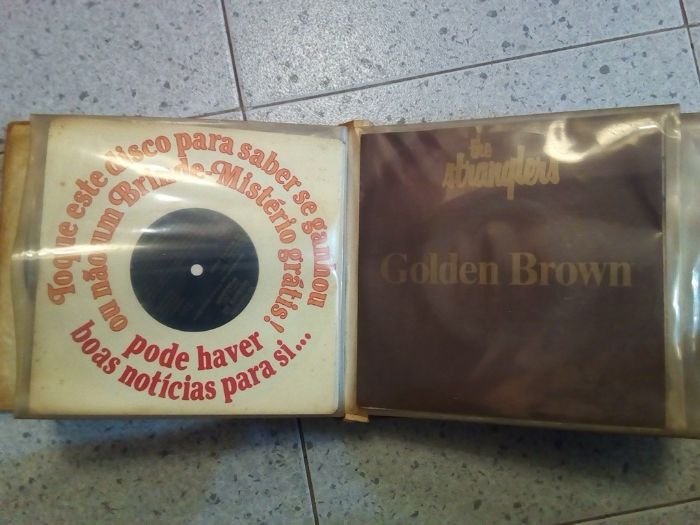 Toque este disco para saber se ganhou
ou não um Brinde-Mistério grátis!
pode haver
boas notícias para si...
the
stranglers
Golden Brown